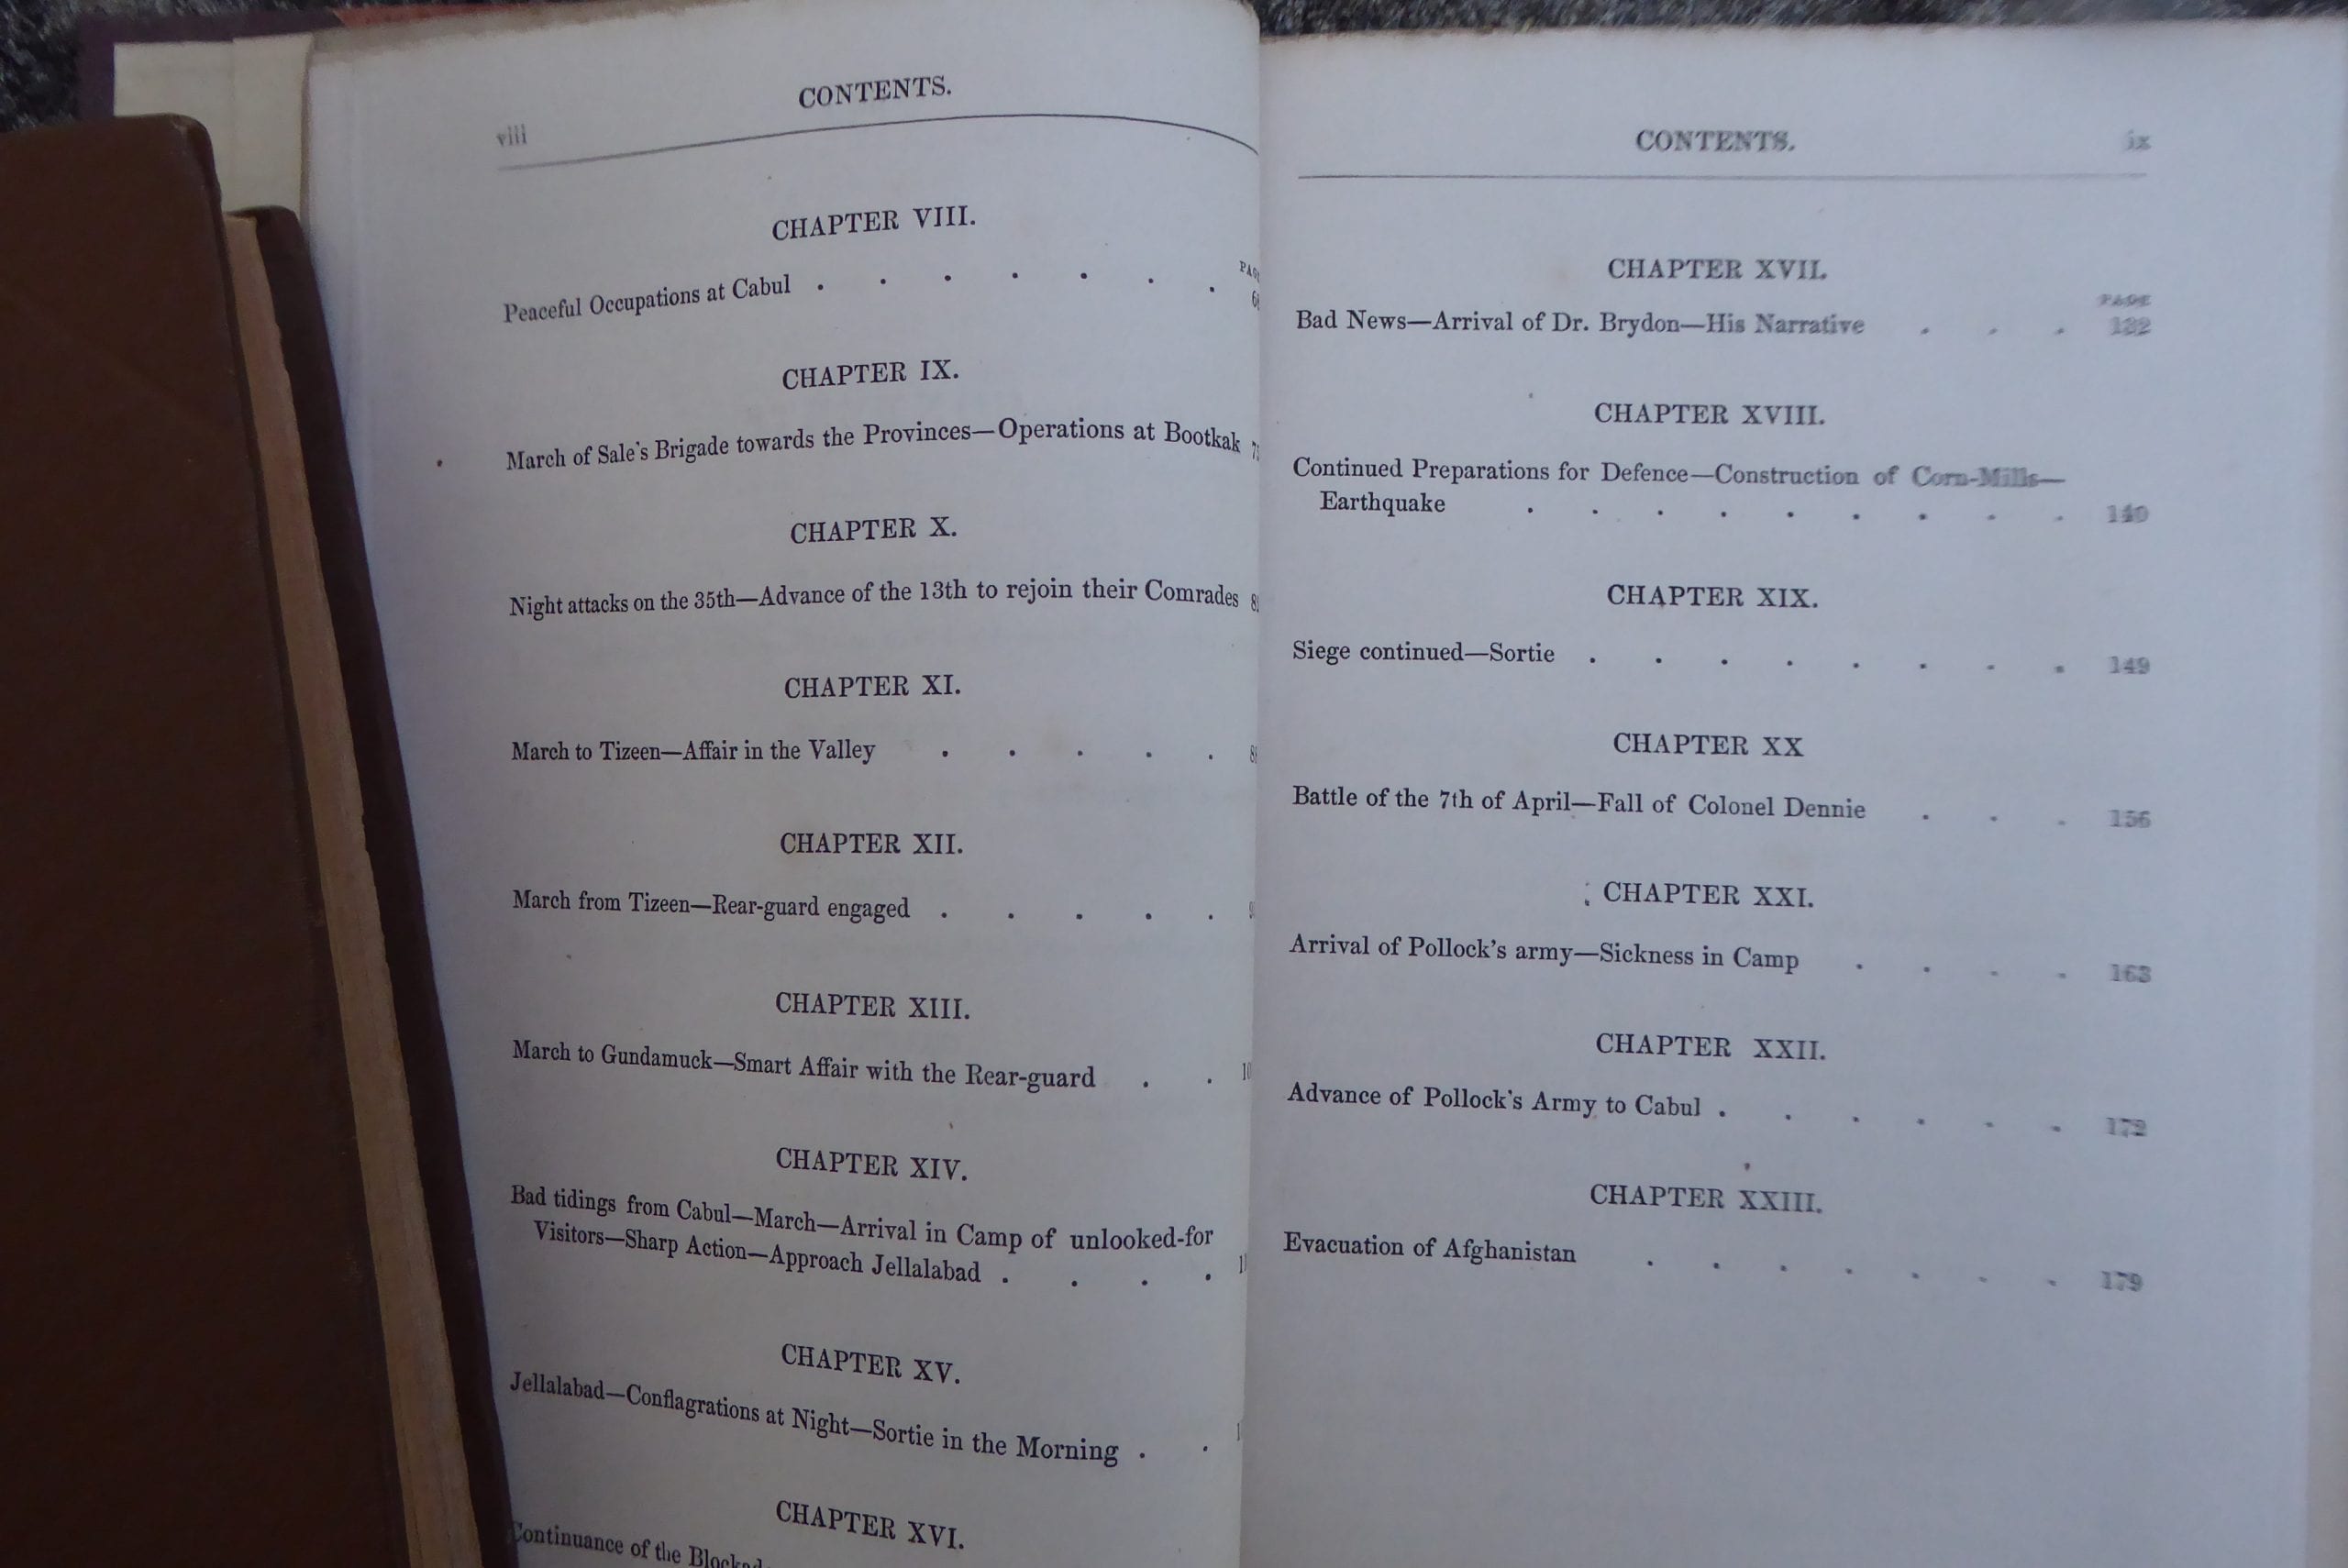 viii
CONTENTS.
CHAPTER VIII.
Peaceful Occupations at Cabul . . . . . . .
CHAPTER IX.
March of Sale's Brigade towards the Provinces—Operations at Bootkak
CHAPTER X.
Night attacks on the 35th—Advance of the 13th to rejoin their Comrades
CHAPTER XI.
March to Tizeen—Affair in the Valley . . . . .
CHAPTER XII.
March from Tizeen—Rear-guard engaged . . . . .
CHAPTER XIII.
March to Gundamuck—Smart Affair with the Rear-guard . .
CHAPTER XIV.
Bad tidings from Cabul—March—Arrival in Camp of unlooked-for
Visitors—Sharp Action—Approach Jellalabad . . . .
CHAPTER XV.
Jellalabad—Conflagrations at Night—Sortie in the Morning . .
CHAPTER XVI.
Continuance of the
CONTENTS.
ix
CHAPTER XVII.
PAGE
Bad News—Arrival of Dr. Brydon—His Narrative . . . 132
CHAPTER XVIII.
Continued Preparations for Defence—Construction of Corn-Mills—
Earthquake . . . . . . . . . 140
CHAPTER XIX.
Siege continued—Sortie . . . . . . . . 149
CHAPTER XX
Battle of the 7th of April—Fall of Colonel Dennie . . . 156
CHAPTER XXI.
Arrival of Pollock's army—Sickness in Camp . . . . 163
CHAPTER XXII.
Advance of Pollock's Army to Cabul . . . . . . 172
CHAPTER XXIII.
Evacuation of Afghanistan . . . . . . . 179